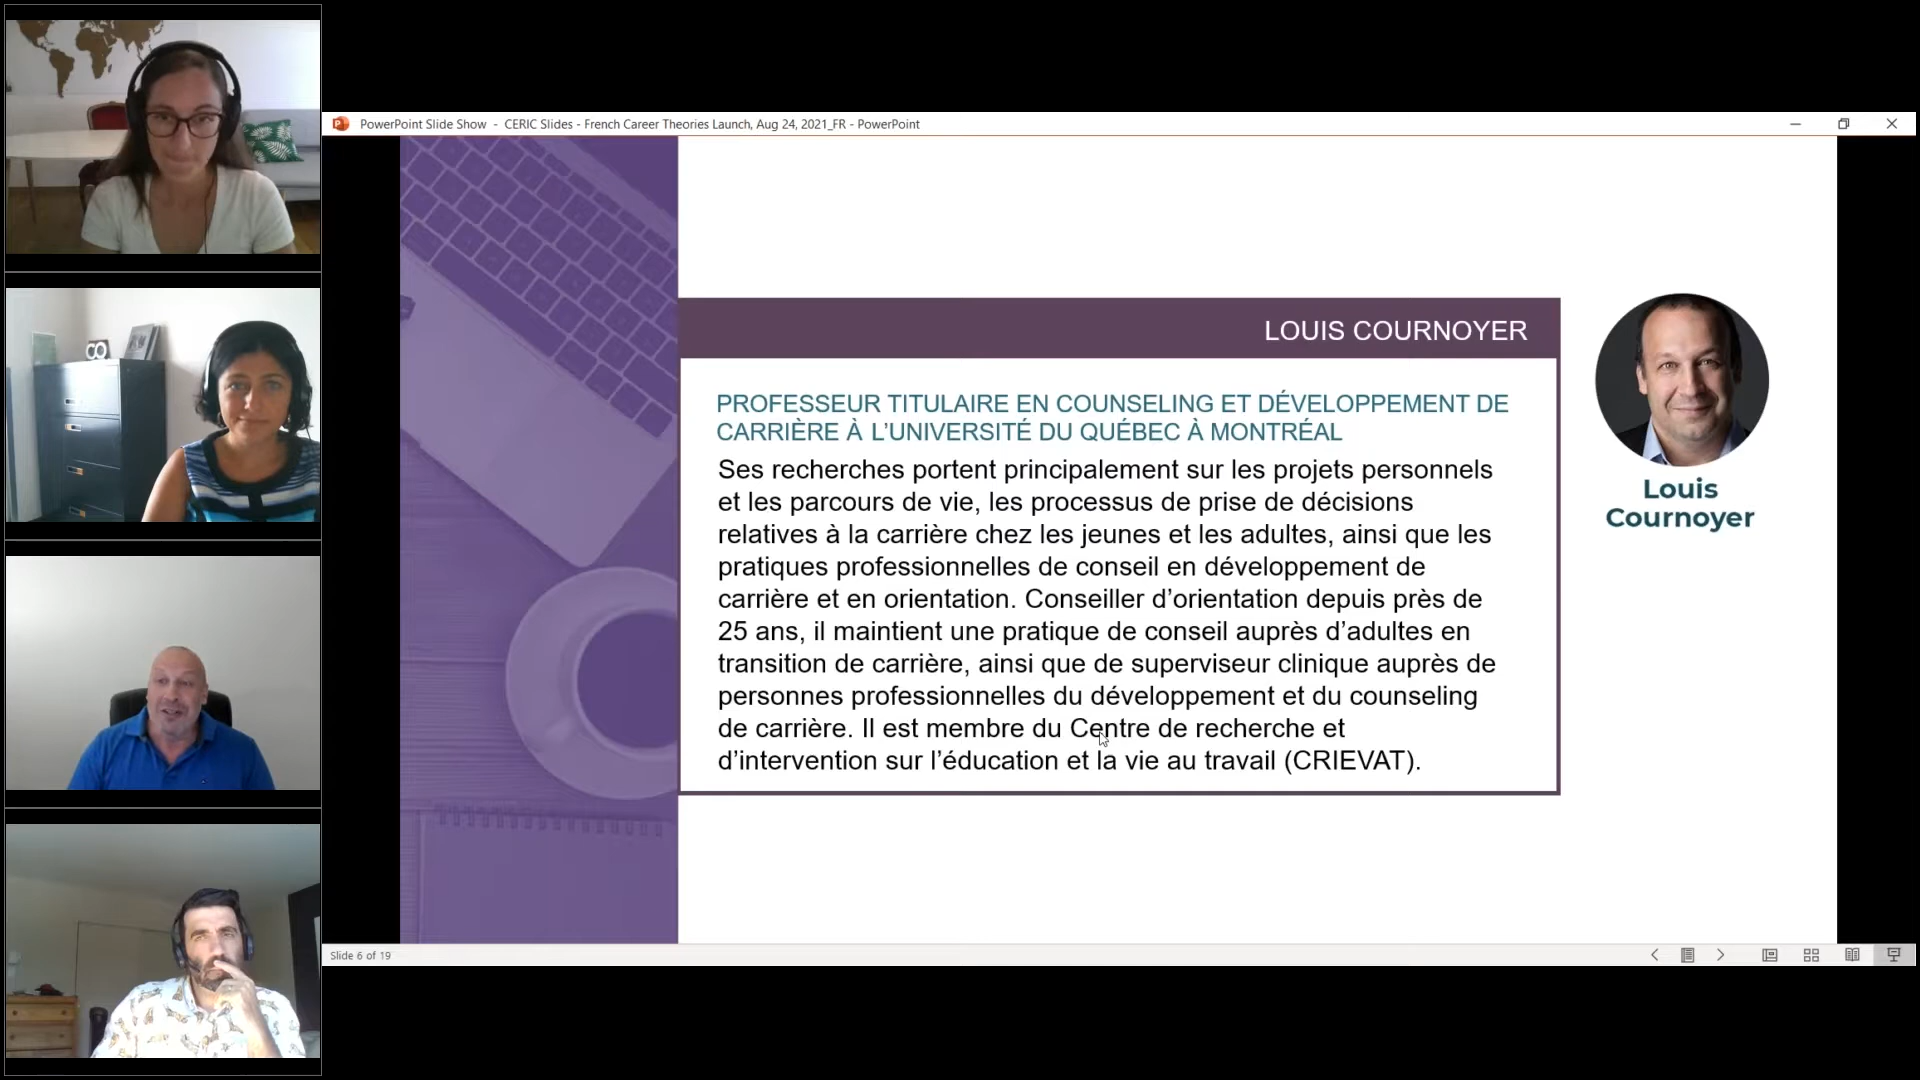 PowerPoint Slide Show - CERIC Slides - French Career Theories Launch, Aug 24, 2021_FR - PowerPoint
LOUIS COURNOYER
PROFESSEUR TITULAIRE EN COUNSELING ET DÉVELOPPEMENT DE
CARRIÈRE À L’UNIVERSITÉ DU QUÉBEC À MONTRÉAL
Ses recherches portent principalement sur les projets personnels
et les parcours de vie, les processus de prise de décisions
relatives à la carrière chez les jeunes et les adultes, ainsi que les
pratiques professionnelles de conseil en développement de
carrière et en orientation. Conseiller d’orientation depuis près de
25 ans, il maintient une pratique de conseil auprès d’adultes en
transition de carrière, ainsi que de superviseur clinique auprès de
personnes professionnelles du développement et du counseling
de carrière. Il est membre du Centre de recherche et
d’intervention sur l’éducation et la vie au travail (CRIEVAT).
Louis
Cournoyer
Slide 6 of 19